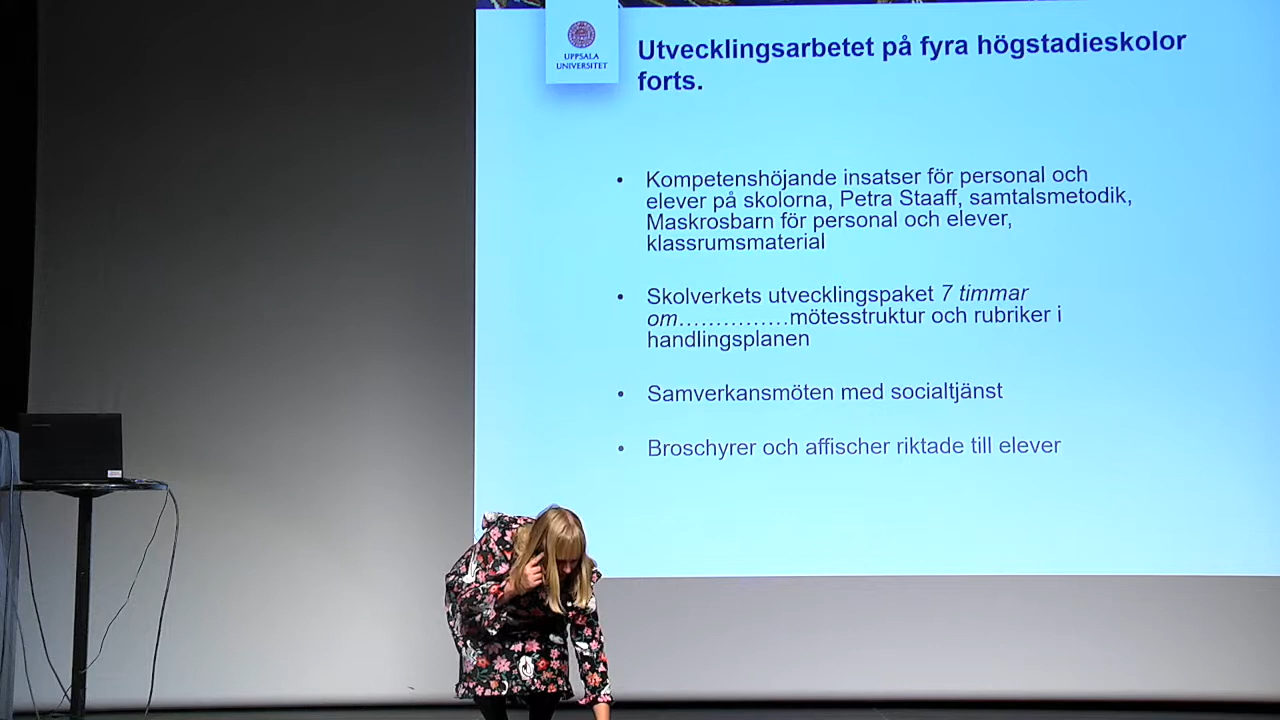 UPPSALA
UNIVERSITET
Utvecklingsarbetet på fyra högstadieskolor
forts.
• Kompetenshöjande insatser för personal och
elever på skolorna, Petra Staaff, samtalsmetodik,
Maskrosbarn för personal och elever,
klassrumsmaterial
• Skolverkets utvecklingspaket 7 timmar
om……………mötesstruktur och rubriker i
handlingsplanen
• Samverkansmöten med socialtjänst
• Broschyrer och affischer riktade till elever